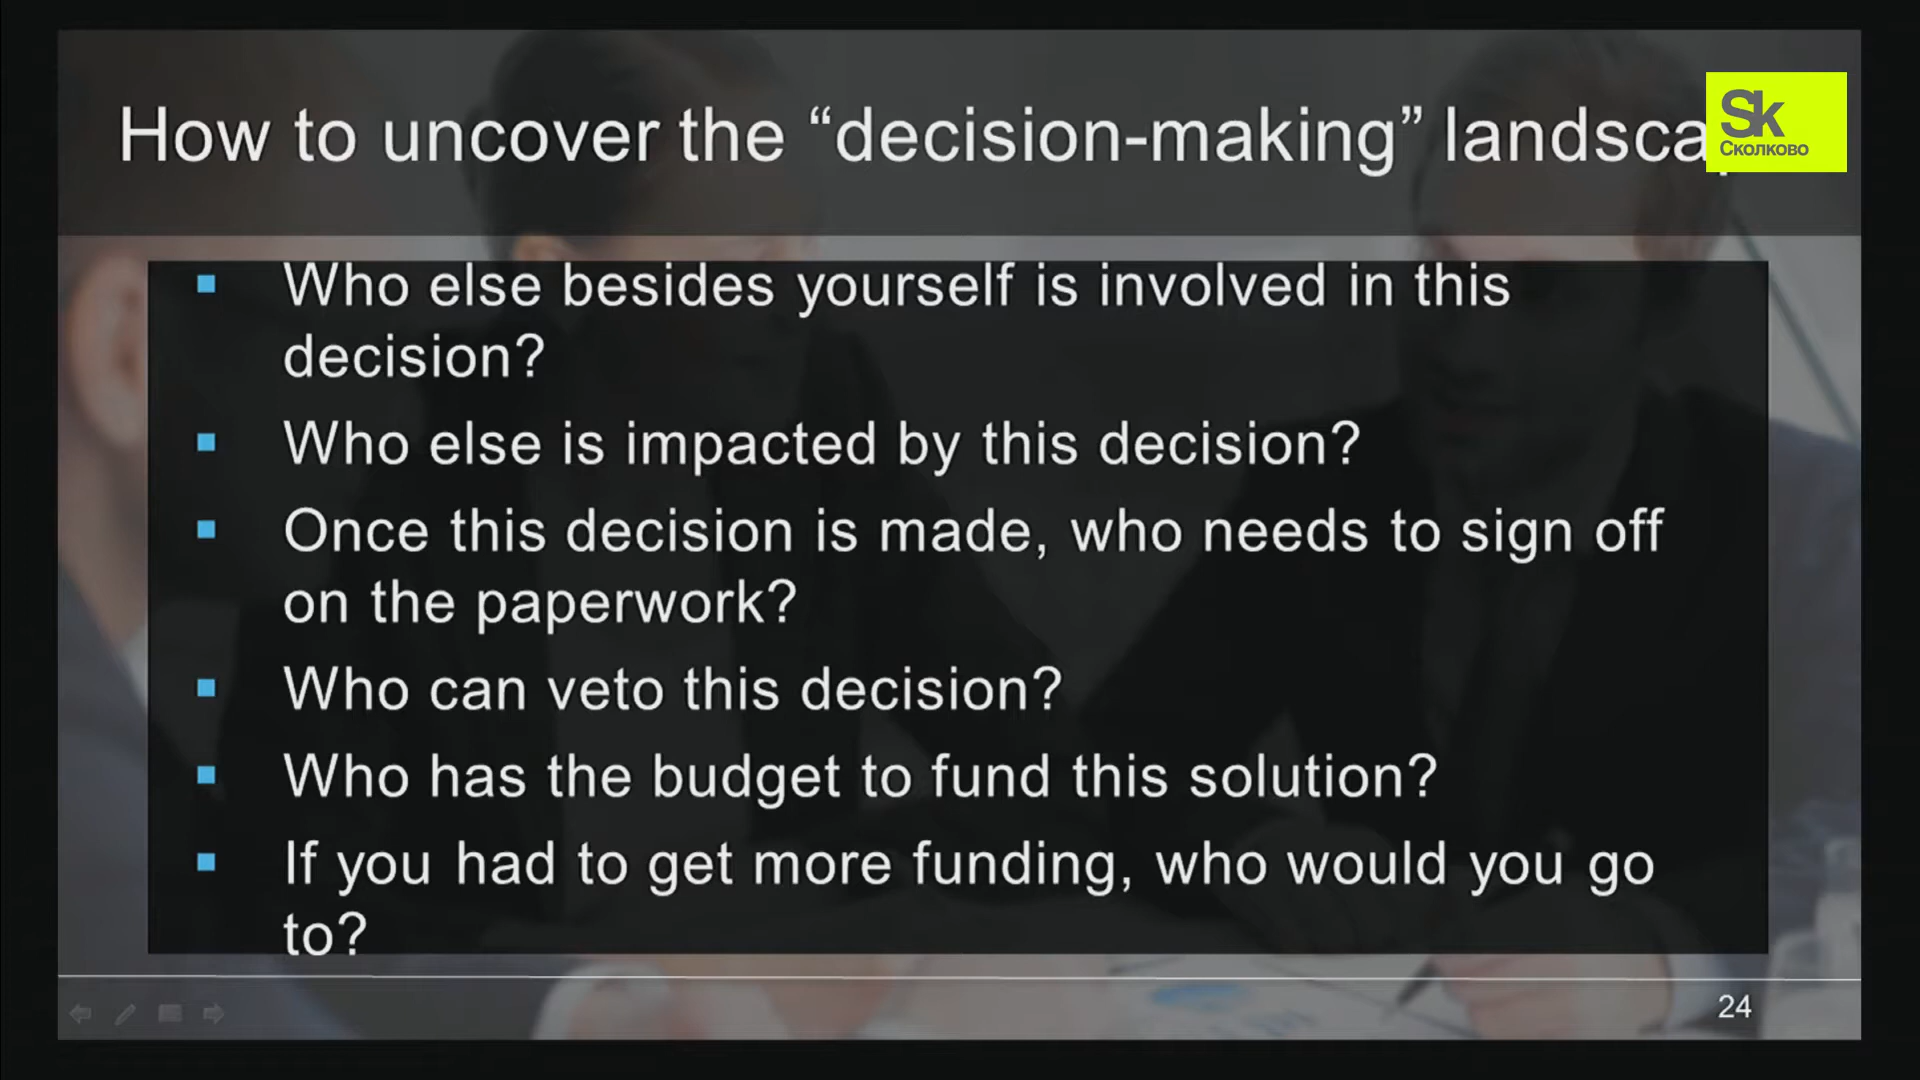 How to uncover the “decision-making” landsca
Sk
Сколково
Who else besides yourself is involved in this
decision?
Who else is impacted by this decision?
Once this decision is made, who needs to sign off
on the paperwork?
Who can veto this decision?
Who has the budget to fund this solution?
If you had to get more funding, who would you go
to?
24